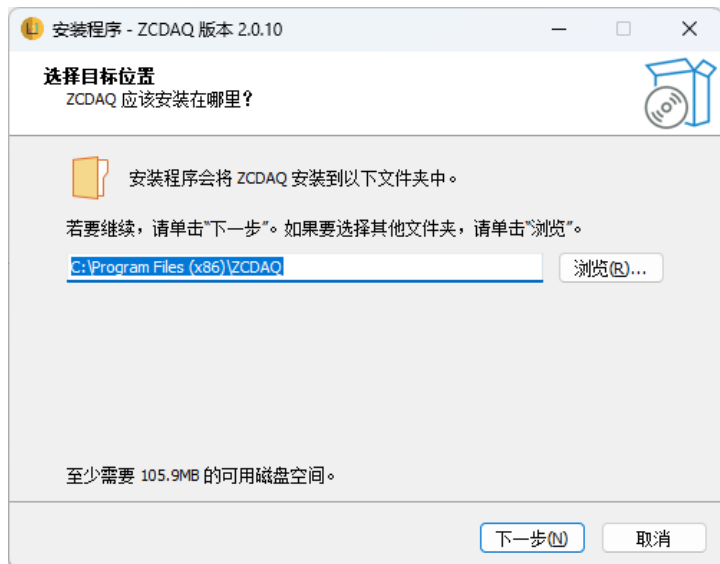 安装程序 - ZCDAQ 版本 2.0.10
选择目标位置
ZCDAQ 应该安装在哪里？
安装程序会将 ZCDAQ 安装到以下文件夹中。
若要继续，请单击“下一步”。如果要选择其他文件夹，请单击“浏览”。
C:\Program Files (x86)\ZCDAQ
浏览(R)...
至少需要 105.9MB 的可用磁盘空间。
下一步(N)
取消